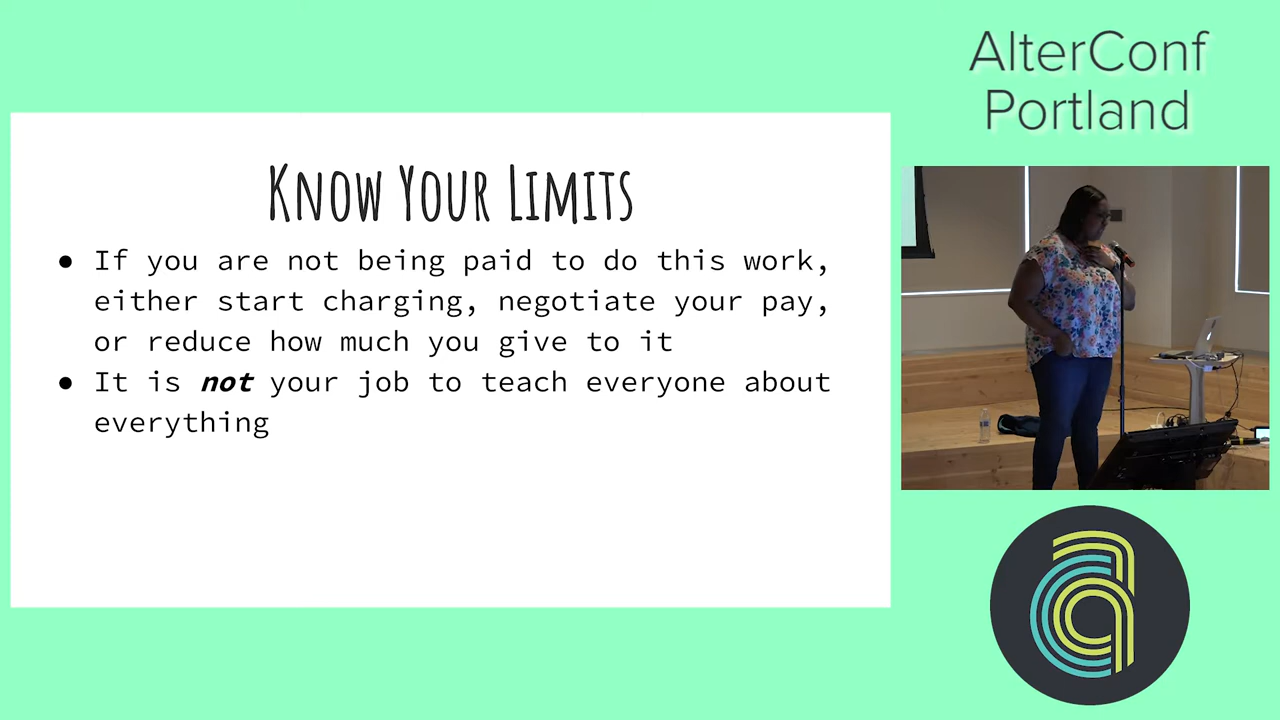 AlterConf
Portland
Know Your Limits
● If you are not being paid to do this work,
either start charging, negotiate your pay,
or reduce how much you give to it
● It is not your job to teach everyone about
everything